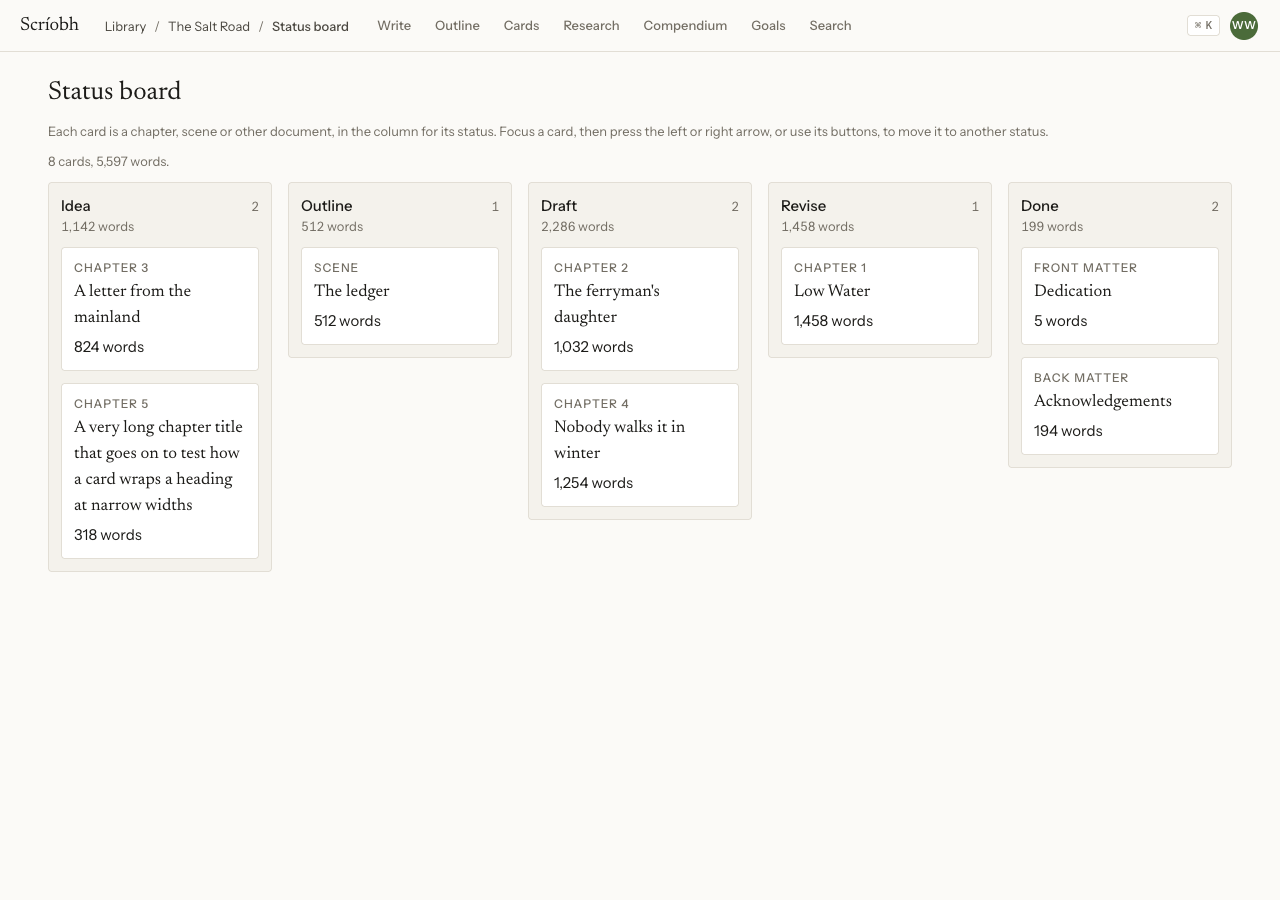 Scríobh Library / The Salt Road / Status board Write Outline Cards Research Compendium Goals Search ⌘ K WW
Status board
Each card is a chapter, scene or other document, in the column for its status. Focus a card, then press the left or right arrow, or use its buttons, to move it to another status.
8 cards, 5,597 words.
Idea 2
1,142 words
CHAPTER 3
A letter from the
mainland
824 words
CHAPTER 5
A very long chapter title
that goes on to test how
a card wraps a heading
at narrow widths
318 words
Outline 1
512 words
SCENE
The ledger
512 words
Draft 2
2,286 words
CHAPTER 2
The ferryman's
daughter
1,032 words
CHAPTER 4
Nobody walks it in
winter
1,254 words
Revise 1
1,458 words
CHAPTER 1
Low Water
1,458 words
Done 2
199 words
FRONT MATTER
Dedication
5 words
BACK MATTER
Acknowledgements
194 words